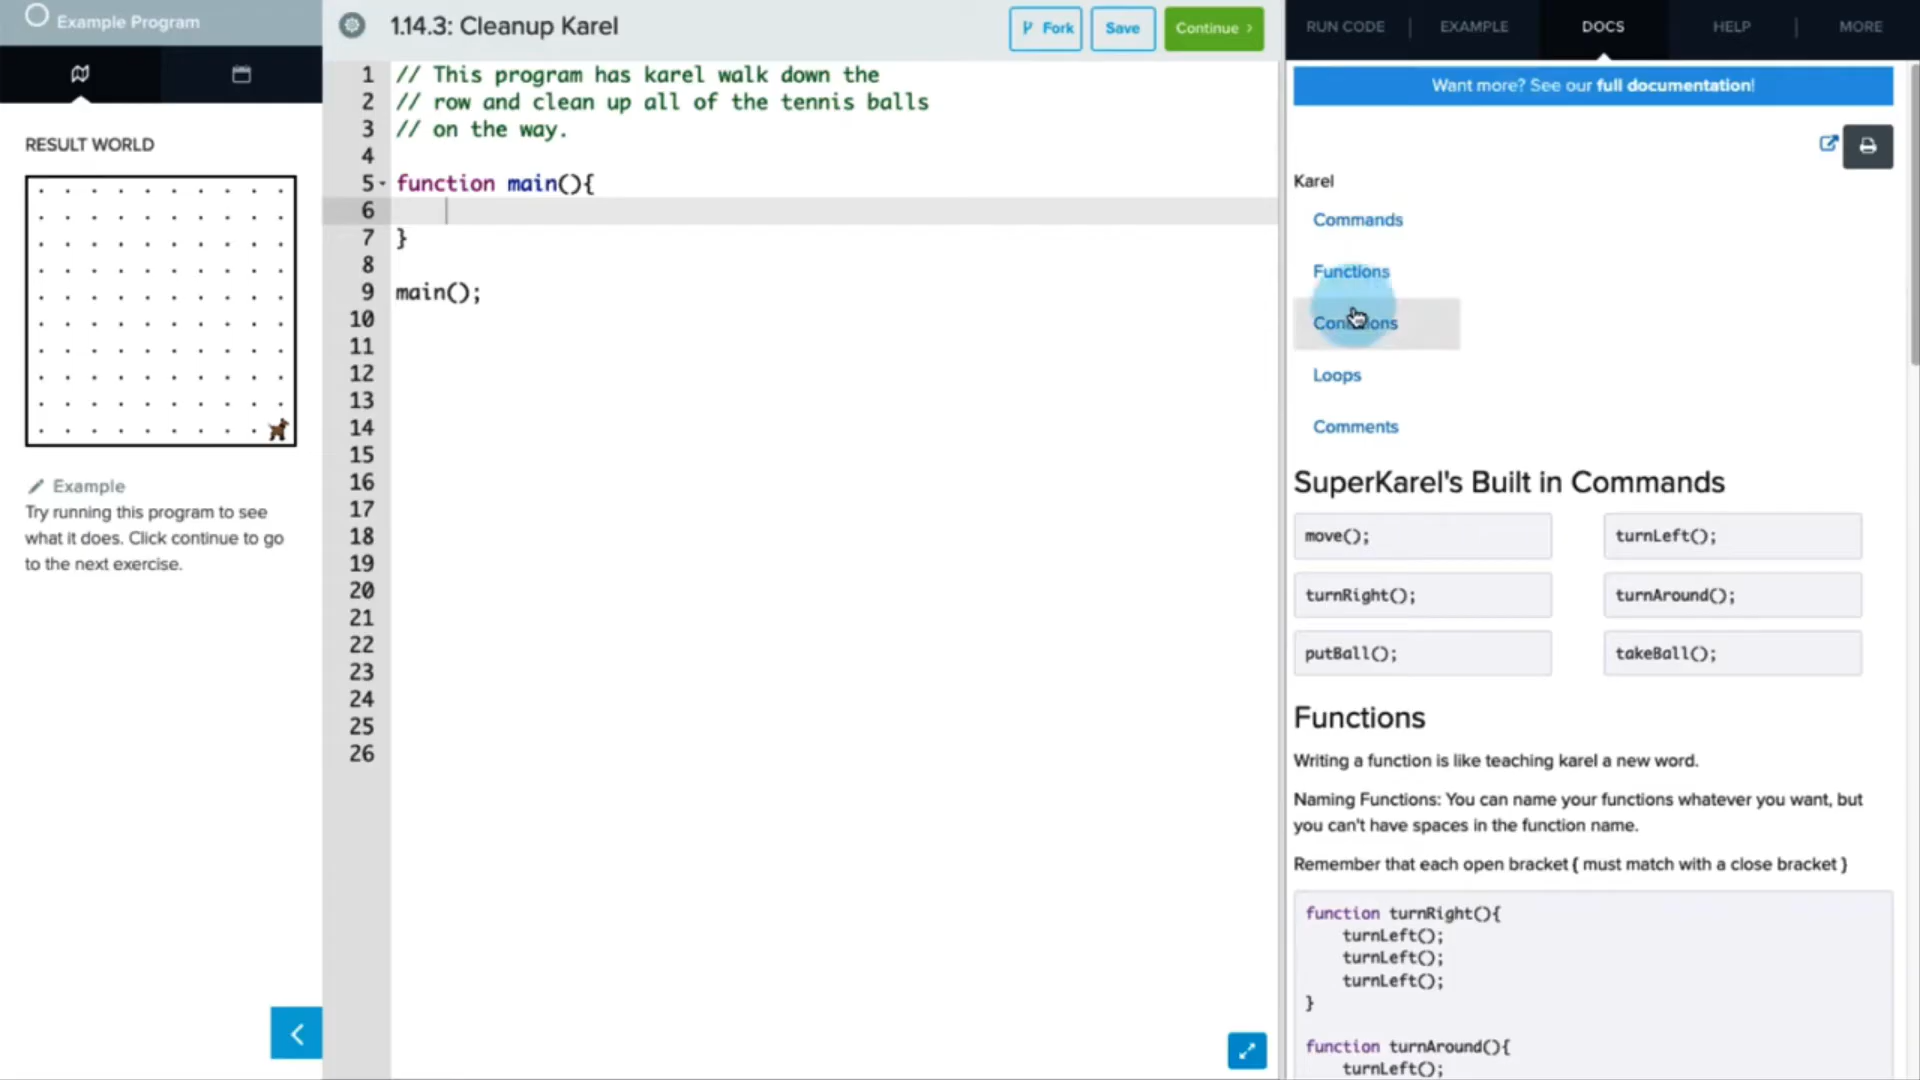 Example Program
RESULT WORLD
Example
Try running this program to see
what it does. Click continue to go
to the next exercise.
1.14.3: Cleanup Karel
Fork
Save
Continue
1 // This program has karel walk down the
2 // row and clean up all of the tennis balls
3 // on the way.
4
5 function main(){
6
7 }
8
9 main();
10
11
12
13
14
15
16
17
18
19
20
21
22
23
24
25
26
RUN CODE
EXAMPLE
DOCS
HELP
MORE
Want more? See our full documentation!
Karel
Commands
Functions
Conditions
Loops
Comments
SuperKarel's Built in Commands
move(); turnLeft();
turnRight(); turnAround();
putBall(); takeBall();
Functions
Writing a function is like teaching karel a new word.
Naming Functions: You can name your functions whatever you want, but
you can't have spaces in the function name.
Remember that each open bracket { must match with a close bracket }
function turnRight(){
turnLeft();
turnLeft();
turnLeft();
}
function turnAround(){
turnLeft();